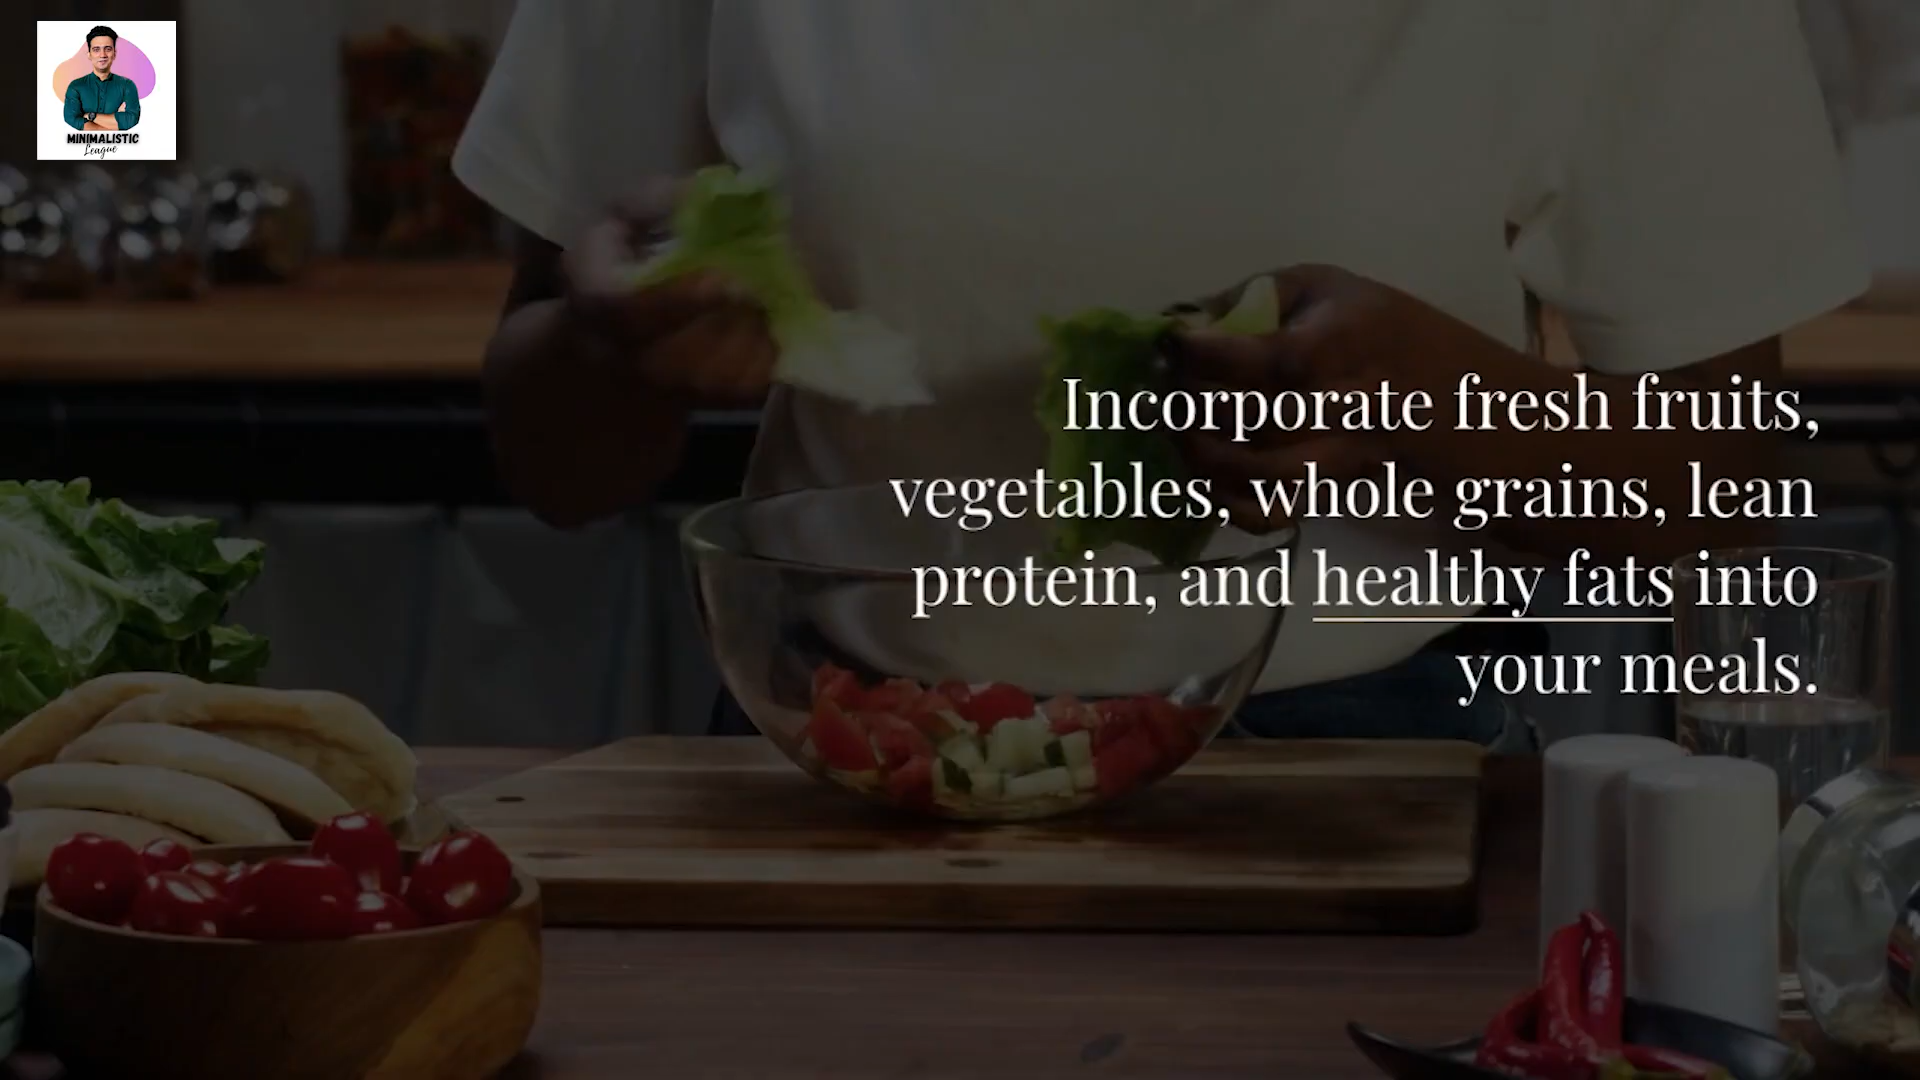 MINIMALISTIC
League
Incorporate fresh fruits,
vegetables, whole grains, lean
protein, and healthy fats into
your meals.